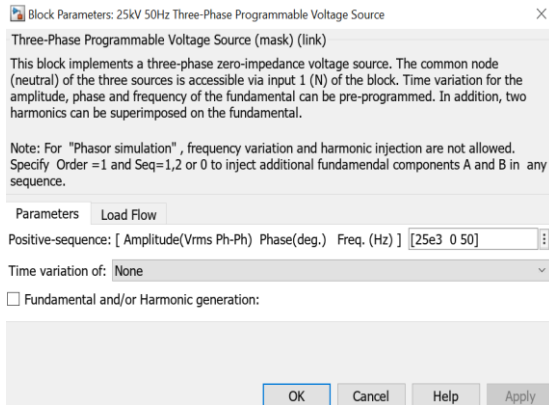 Block Parameters: 25kV 50Hz Three-Phase Programmable Voltage Source
Three-Phase Programmable Voltage Source (mask) (link)
This block implements a three-phase zero-impedance voltage source. The common node
(neutral) of the three sources is accessible via input 1 (N) of the block. Time variation for the
amplitude, phase and frequency of the fundamental can be pre-programmed. In addition, two
harmonics can be superimposed on the fundamental.
Note: For "Phasor simulation" , frequency variation and harmonic injection are not allowed.
Specify Order =1 and Seq=1,2 or 0 to inject additional fundamendal components A and B in any
sequence.
Parameters Load Flow
Positive-sequence: [ Amplitude(Vrms Ph-Ph) Phase(deg.) Freq. (Hz) ] [25e3 0 50]
Time variation of: None
Fundamental and/or Harmonic generation:
OK Cancel Help Apply